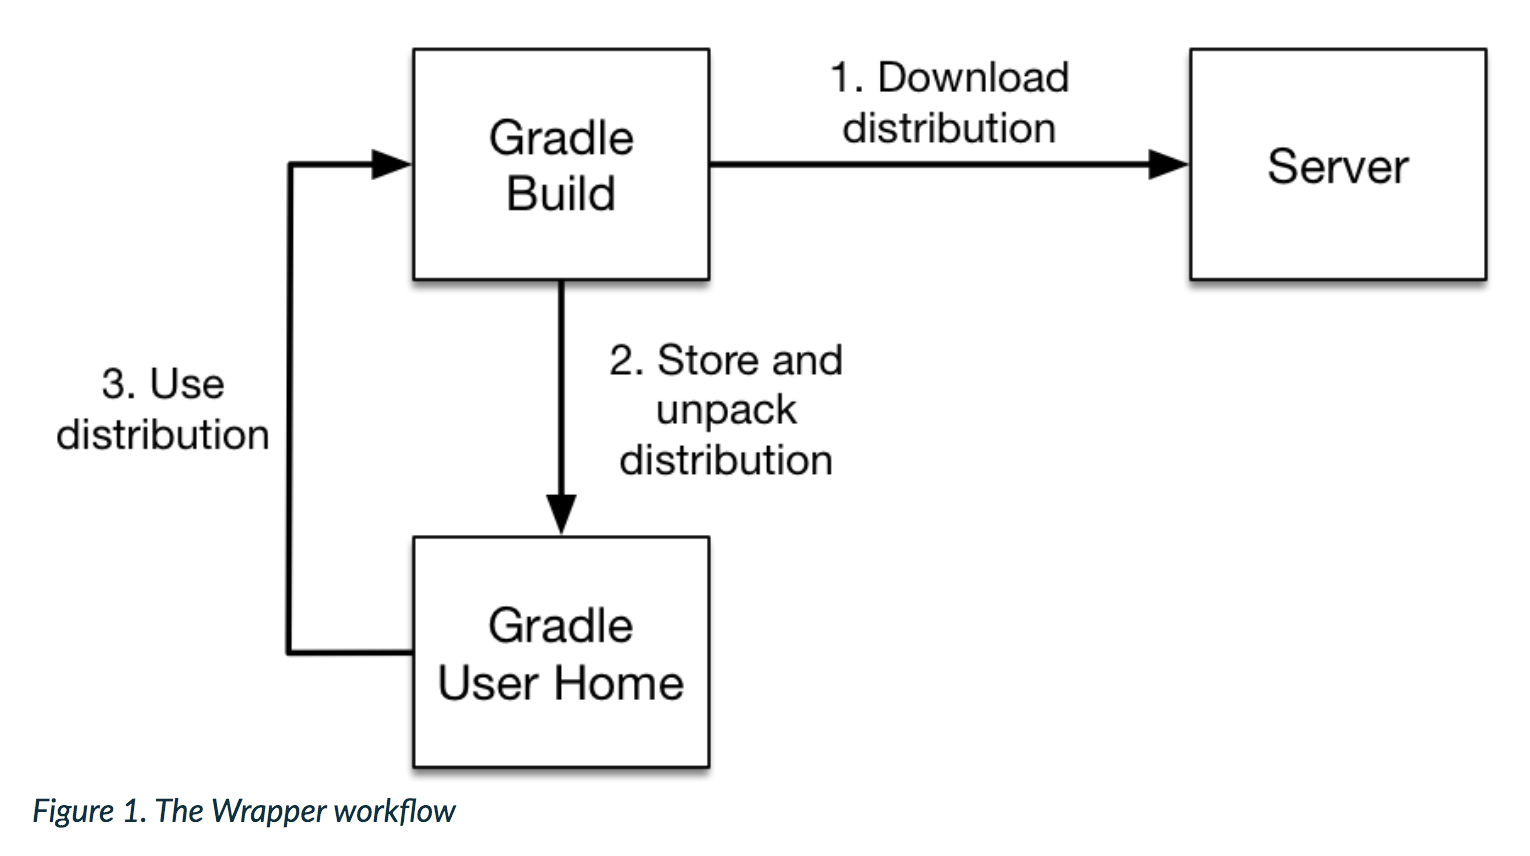 Gradle
Build
1. Download
distribution
Server
3. Use
distribution
2. Store and
unpack
distribution
Gradle
User Home
Figure 1. The Wrapper workflow